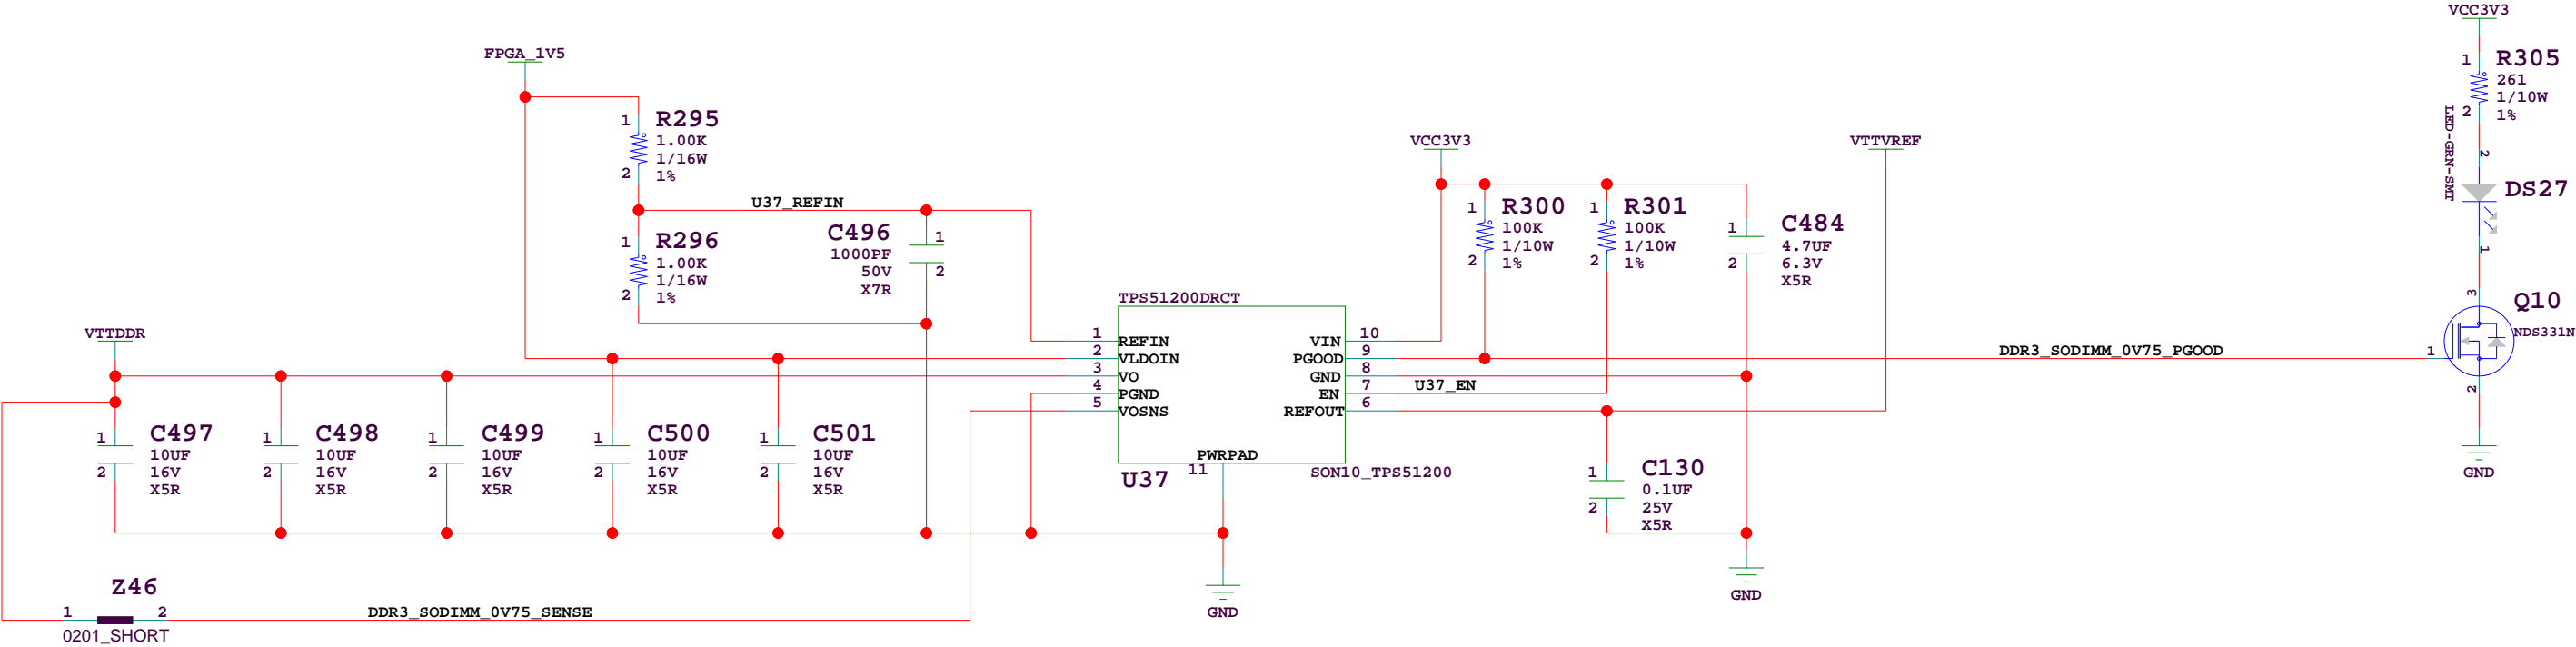 FPGA_1V5
1
R295
1.00K
1/16W
2
1%
U37_REFIN
1
R296
1.00K
1/16W
2
1%
C496
1
1000PF
50V
2
X7R
VTTDDR
1
C497
10UF
2
16V
X5R
1
C498
10UF
2
16V
X5R
1
C499
10UF
2
16V
X5R
1
C500
10UF
2
16V
X5R
1
C501
10UF
2
16V
X5R
Z46
1
2
DDR3_SODIMM_0V75_SENSE
0201_SHORT
TPS51200DRCT
1
REFIN
2
VLDOIN
3
VO
4
PGND
5
VOSNS
VIN
10
PGOOD
9
GND
8
EN
7
REFOUT
6
PWRPAD
11
U37
SON10_TPS51200
GND
VCC3V3
1
R300
100K
1/10W
2
1%
1
R301
100K
1/10W
2
1%
1
C484
4.7UF
6.3V
2
X5R
VTTVREF
U37_EN
1
C130
0.1UF
2
25V
X5R
GND
DDR3_SODIMM_0V75_PGOOD
VCC3V3
1
R305
261
1/10W
2
1%
LED-GRN-SMT
2
DS27
1
3
Q10
NDS331N
1
2
GND